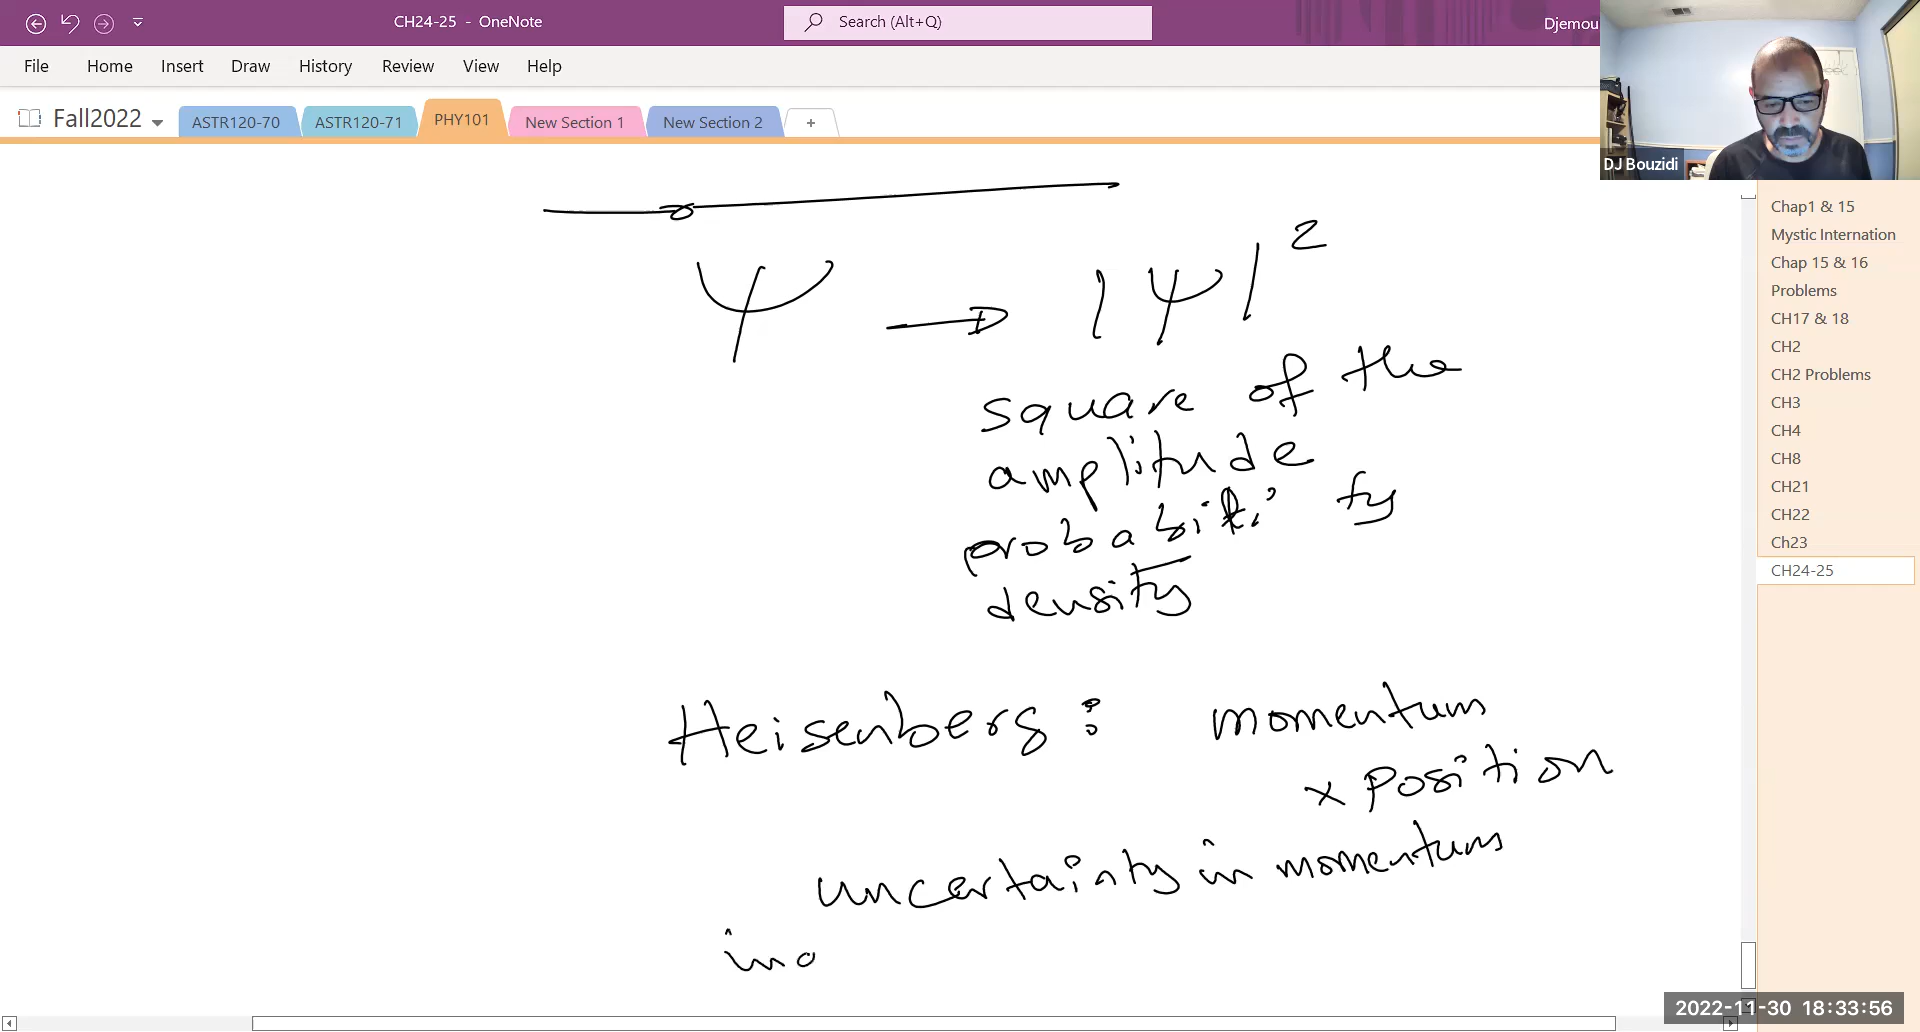 CH24-25 - OneNote
Search (Alt+Q)
Djemou
File Home Insert Draw History Review View Help
Fall2022 ASTR120-70 ASTR120-71 PHY101 New Section 1 New Section 2 +
DJ Bouzidi
Ψ → |Ψ|²
square of the
amplitude
probability
density
Heisenberg : momentum
x Position
uncertainty in momentum
Chap1 & 15
Mystic Internation
Chap 15 & 16
Problems
CH17 & 18
CH2
CH2 Problems
CH3
CH4
CH8
CH21
CH22
Ch23
CH24-25
2022-11-30 18:33:56